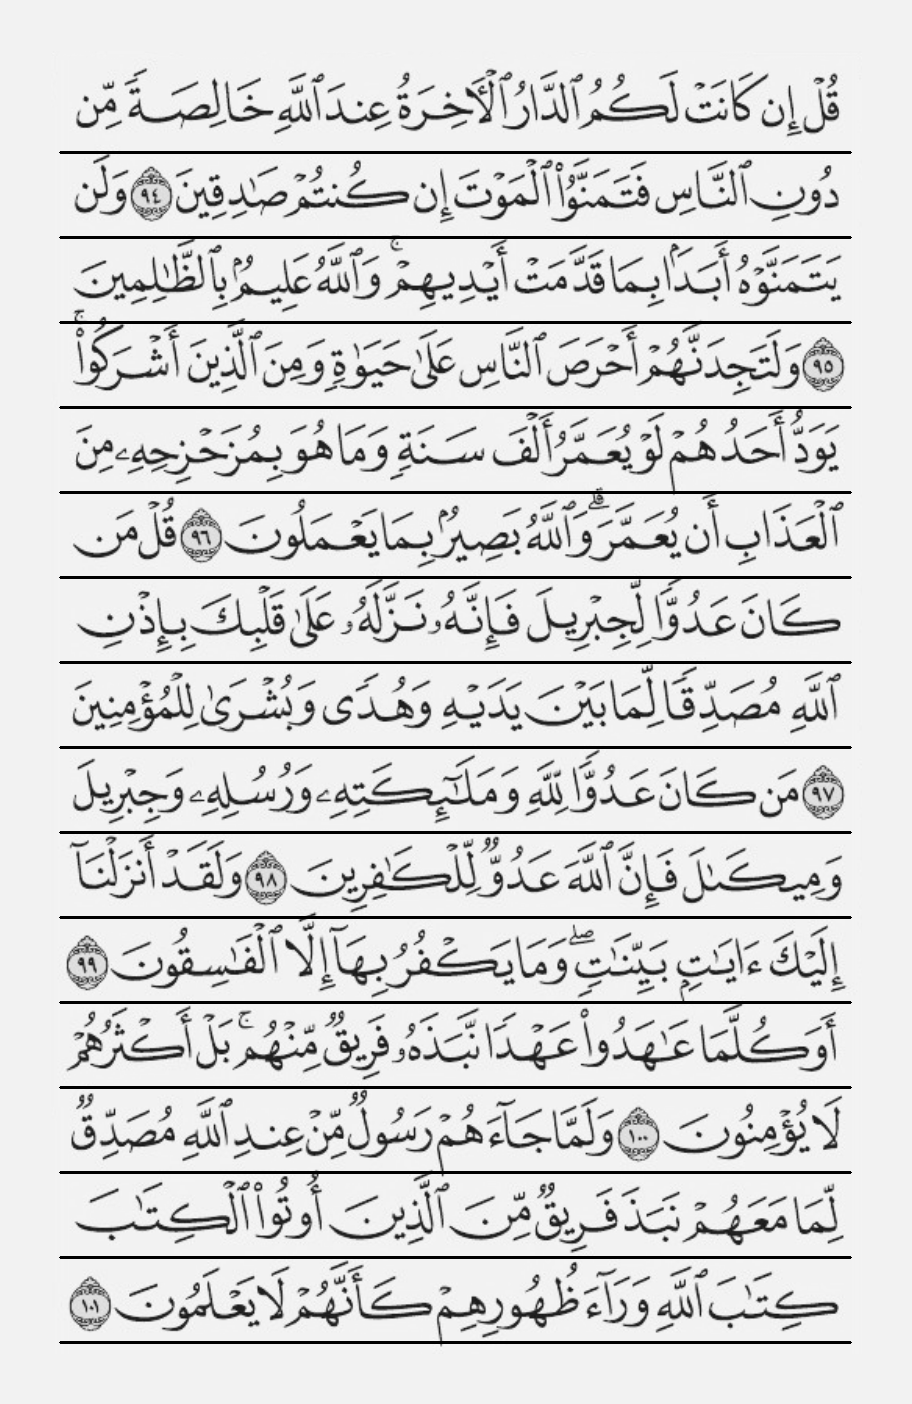 قُلۡ إِن كَانَتۡ لَكُمُ ٱلدَّارُ ٱلۡأٓخِرَةُ عِندَ ٱللَّهِ خَالِصَةٗ مِّن
دُونِ ٱلنَّاسِ فَتَمَنَّوُاْ ٱلۡمَوۡتَ إِن كُنتُمۡ صَٰدِقِينَ ٩٤ وَلَن
يَتَمَنَّوۡهُ أَبَدَۢا بِمَا قَدَّمَتۡ أَيۡدِيهِمۡۚ وَٱللَّهُ عَلِيمُۢ بِٱلظَّٰلِمِينَ
٩٥ وَلَتَجِدَنَّهُمۡ أَحۡرَصَ ٱلنَّاسِ عَلَىٰ حَيَوٰةٖ وَمِنَ ٱلَّذِينَ أَشۡرَكُواْۚ
يَوَدُّ أَحَدُهُمۡ لَوۡ يُعَمَّرُ أَلۡفَ سَنَةٖ وَمَا هُوَ بِمُزَحۡزِحِهِۦ مِنَ
ٱلۡعَذَابِ أَن يُعَمَّرَۗ وَٱللَّهُ بَصِيرُۢ بِمَا يَعۡمَلُونَ ٩٦ قُلۡ مَن
كَانَ عَدُوّٗا لِّجِبۡرِيلَ فَإِنَّهُۥ نَزَّلَهُۥ عَلَىٰ قَلۡبِكَ بِإِذۡنِ
ٱللَّهِ مُصَدِّقٗا لِّمَا بَيۡنَ يَدَيۡهِ وَهُدٗى وَبُشۡرَىٰ لِلۡمُؤۡمِنِينَ
٩٧ مَن كَانَ عَدُوّٗا لِّلَّهِ وَمَلَٰٓئِكَتِهِۦ وَرُسُلِهِۦ وَجِبۡرِيلَ
وَمِيكَىٰلَ فَإِنَّ ٱللَّهَ عَدُوّٞ لِّلۡكَٰفِرِينَ ٩٨ وَلَقَدۡ أَنزَلۡنَآ
إِلَيۡكَ ءَايَٰتِۭ بَيِّنَٰتٖۖ وَمَا يَكۡفُرُ بِهَآ إِلَّا ٱلۡفَٰسِقُونَ ٩٩
أَوَكُلَّمَا عَٰهَدُواْ عَهۡدٗا نَّبَذَهُۥ فَرِيقٞ مِّنۡهُمۚ بَلۡ أَكۡثَرُهُمۡ
لَا يُؤۡمِنُونَ ١٠٠ وَلَمَّا جَآءَهُمۡ رَسُولٞ مِّنۡ عِندِ ٱللَّهِ مُصَدِّقٞ
لِّمَا مَعَهُمۡ نَبَذَ فَرِيقٞ مِّنَ ٱلَّذِينَ أُوتُواْ ٱلۡكِتَٰبَ
كِتَٰبَ ٱللَّهِ وَرَآءَ ظُهُورِهِمۡ كَأَنَّهُمۡ لَا يَعۡلَمُونَ ١٠١